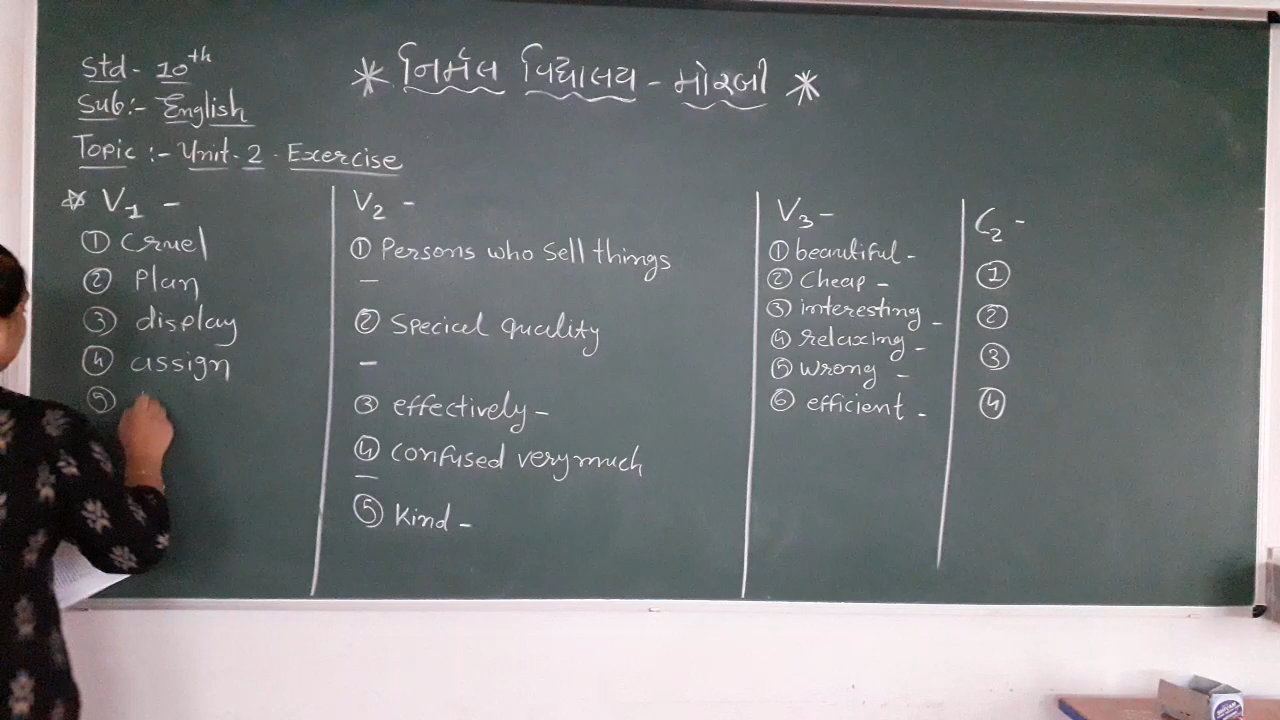 Std - 10th
* નિર્મલ વિદ્યાલય - મોરબી *
Sub :- English
Topic :- Unit - 2 . Exercise
☆ V1 -
① Cruel
② Plan
③ display
④ assign
⑤
V2 -
① Persons who Sell things
-
② Special quality
-
③ effectively -
④ Confused very much
-
⑤ Kind -
V3 -
① beautiful -
② Cheap -
③ interesting -
④ relaxing -
⑤ wrong -
⑥ efficient -
C2 -
①
②
③
④